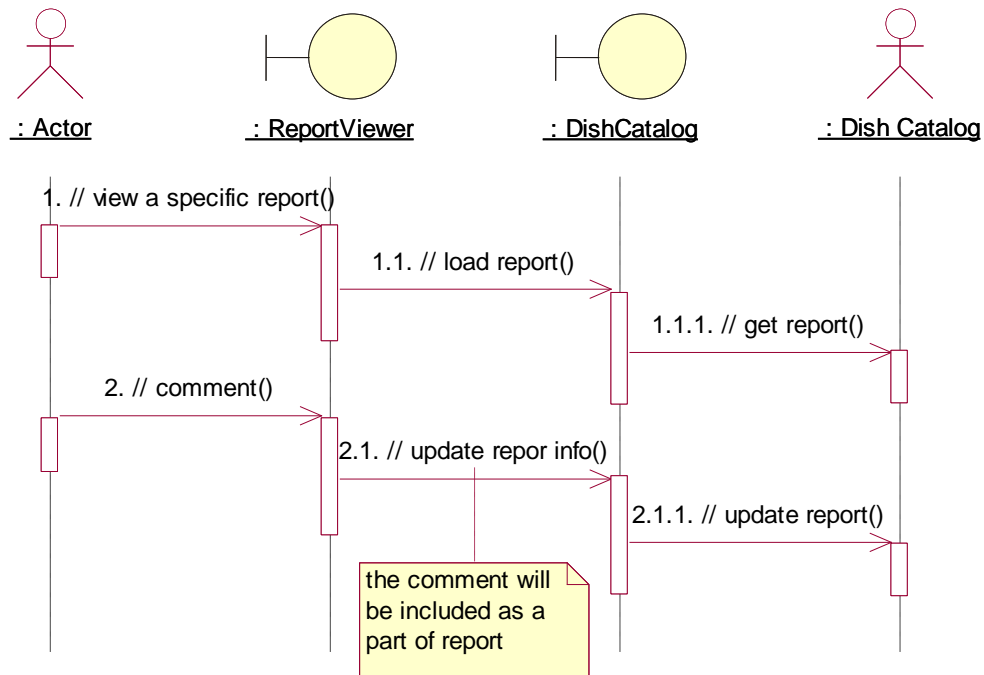 : Actor
: ReportViewer
: DishCatalog
: Dish Catalog
1. // view a specific report()
1.1. // load report()
1.1.1. // get report()
2. // comment()
2.1. // update repor info()
2.1.1. // update report()
the comment will
be included as a
part of report